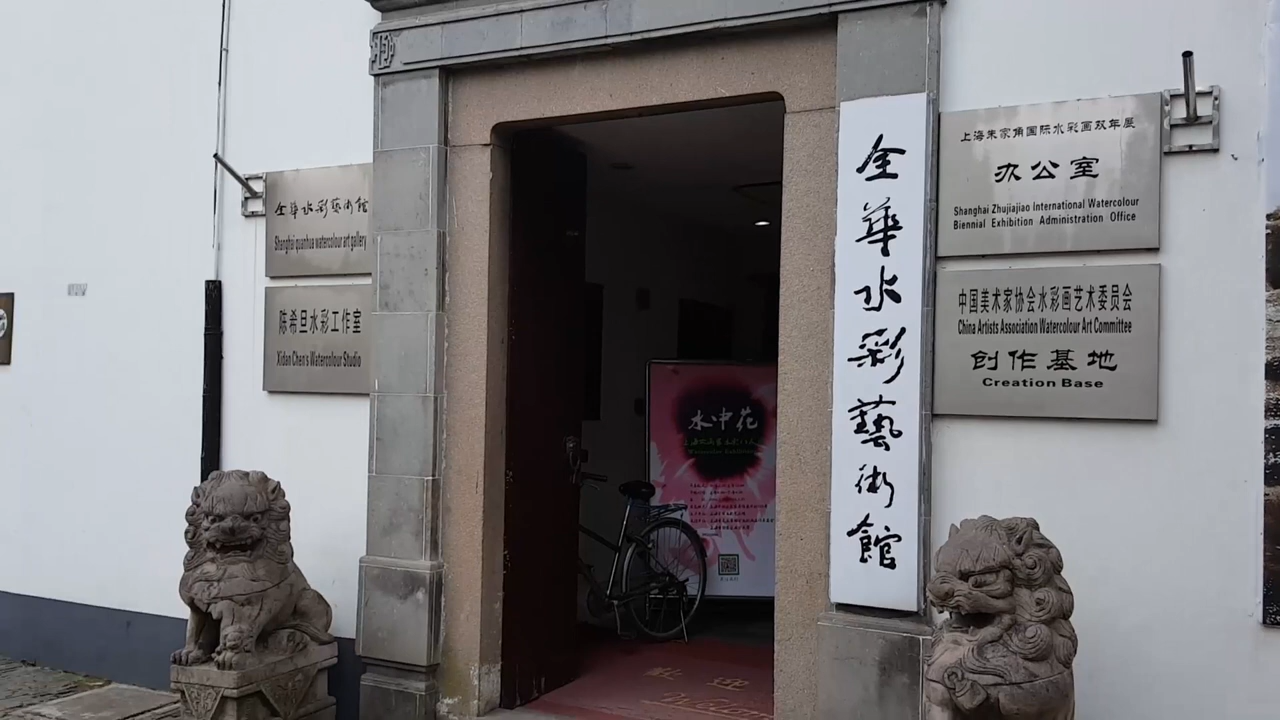 全華水彩藝術館
Shanghai quanhua watercolour art gallery
陈希旦水彩工作室
Xidan Chen's Watercolour Studio
水中花
Watercolor Exhibition
欢迎
全華水彩藝術館
上海朱家角国际水彩画双年展
办公室
Shanghai Zhujiajiao International Watercolour
Biennial Exhibition Administration Office
中国美术家协会水彩画艺术委员会
China Artists Association Watercolour Art Committee
创作基地
Creation Base